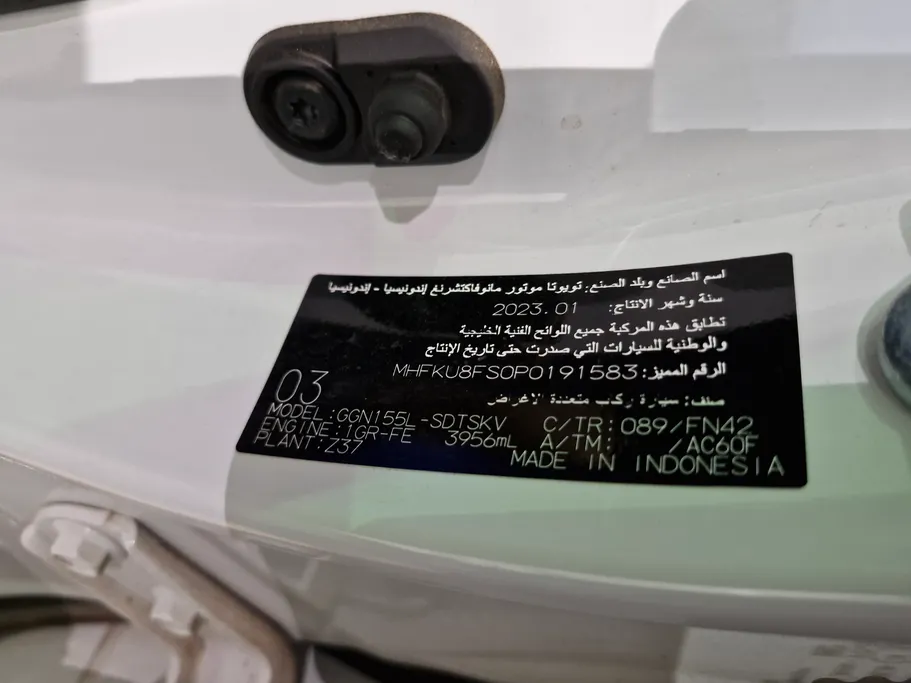 اسم الصانع وبلد الصنع: تويوتا موتور مانوفاكتشرنغ إندونيسيا - إندونيسيا
سنة وشهر الانتاج: 2023.01
تطابق هذه المركبة جميع اللوائح الفنية الخليجية
والوطنية للسيارات التي صدرت حتى تاريخ الإنتاج
الرقم المميز: MHFKU8FS0P0191583
صنف: سيارة ركاب متعددة الاغراض
03
MODEL:GGN155L-SDTSKV C/TR:089/FN42
ENGINE:1GR-FE 3956mL A/TM: /AC60F
PLANT:Z37 MADE IN INDONESIA